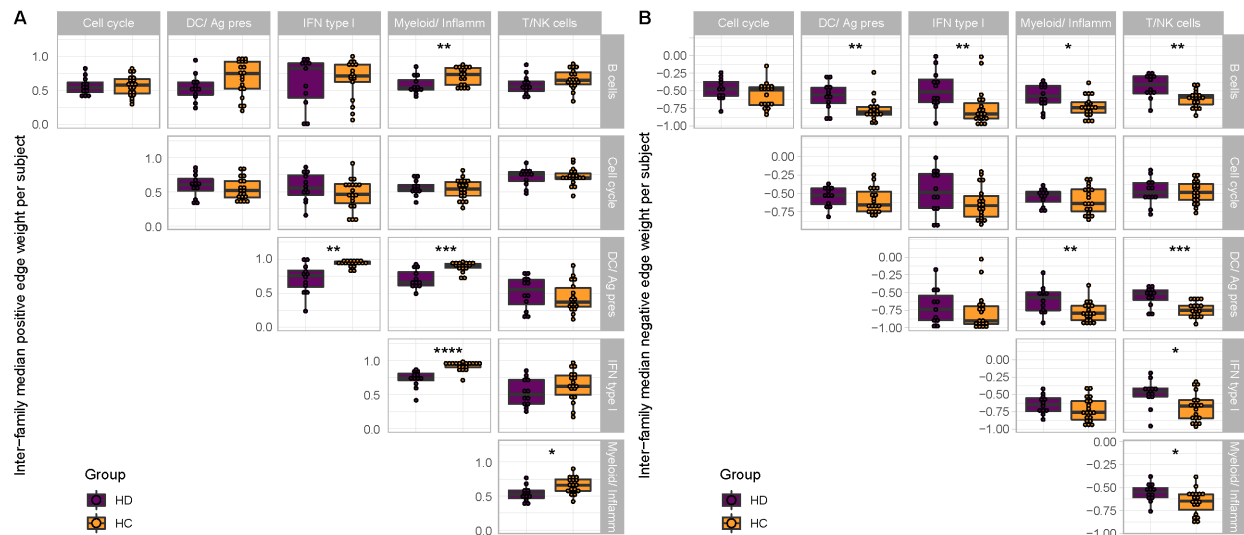 A
Cell cycle
DC/ Ag pres
IFN type I
Myeloid/ Inflamm
T/NK cells
B
Cell cycle
DC/ Ag pres
IFN type I
Myeloid/ Inflamm
T/NK cells
Inter−family median positive edge weight per subject
1.0
0.5
0.0
**
B cells
1.0
0.5
0.0
Cell cycle
1.0
0.5
0.0
**
***
DC/ Ag pres
1.0
0.5
0.0
****
IFN type I
1.0
0.5
0.0
*
Myeloid/ Inflamm
Group
HD
HC
Inter−family median negative edge weight per subject
0.00
−0.25
−0.50
−0.75
−1.00
**
**
*
**
B cells
0.00
−0.25
−0.50
−0.75
Cell cycle
0.00
−0.25
−0.50
−0.75
−1.00
**
***
DC/ Ag pres
0.00
−0.25
−0.50
−0.75
−1.00
*
IFN type I
0.00
−0.25
−0.50
−0.75
−1.00
*
Myeloid/ Inflamm
Group
HD
HC